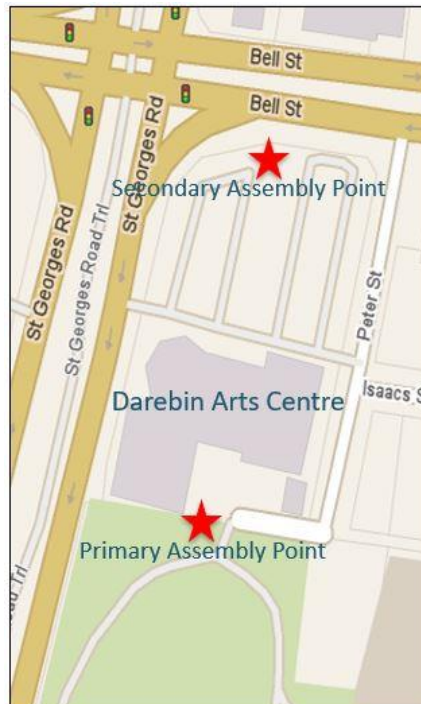 Bell St
Bell St
Secondary Assembly Point
St Georges Rd
St Georges Rd
St Georges Road Trl
Peter St
Isaacs S
Darebin Arts Centre
Primary Assembly Point
Trl